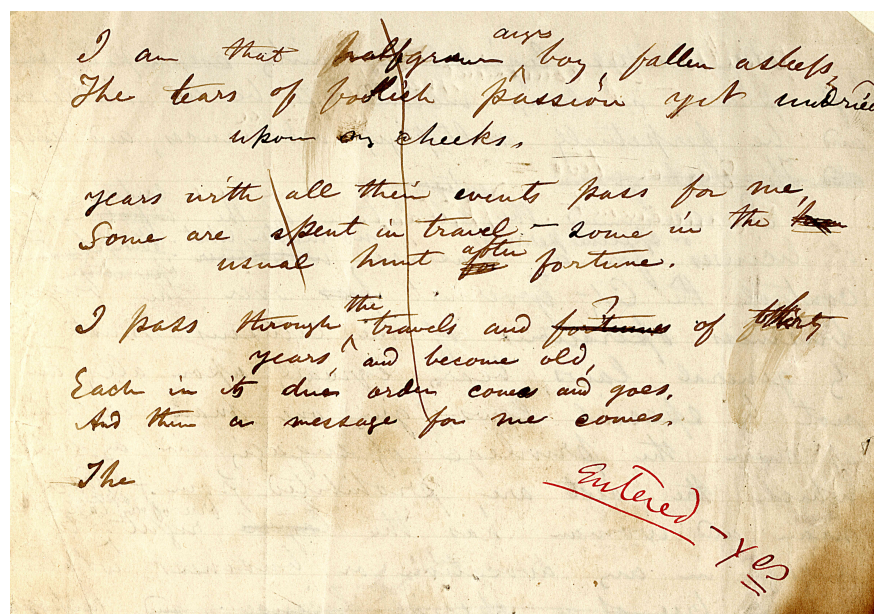 angry
I am that halfgrown boy, fallen asleep,
The tears of foolish passion yet undried
upon my cheeks.
years with all their events pass for me,
Some are spent in travel – some in the
usual hunt after fortune.
I pass through the travels and fortunes of thirty
years and become old,
Each in its due order comes and goes,
And then a message for me comes.
The
Entered – Yes